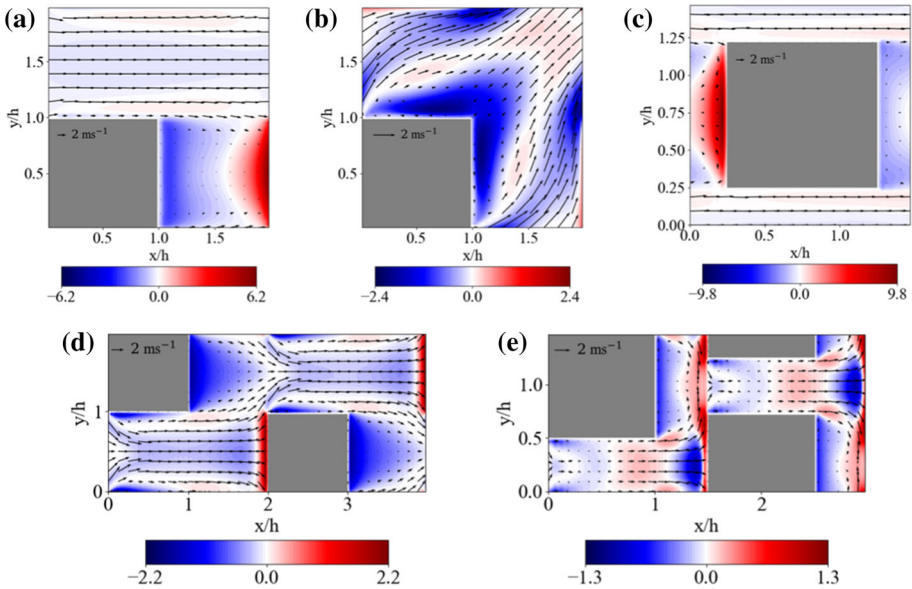 (a)
y/h
1.5
1.0
0.5
2 ms⁻¹
0.5 1.0 1.5
x/h
−6.2 0.0 6.2
(b)
y/h
1.5
1.0
0.5
2 ms⁻¹
0.5 1.0 1.5
x/h
−2.4 0.0 2.4
(c)
y/h
1.25
1.00
0.75
0.50
0.25
0.00
2 ms⁻¹
0.0 0.5 1.0
x/h
−9.8 0.0 9.8
(d)
y/h
1
0
2 ms⁻¹
0 1 2 3
x/h
−2.2 0.0 2.2
(e)
y/h
1.0
0.5
0.0
2 ms⁻¹
0 1 2
x/h
−1.3 0.0 1.3